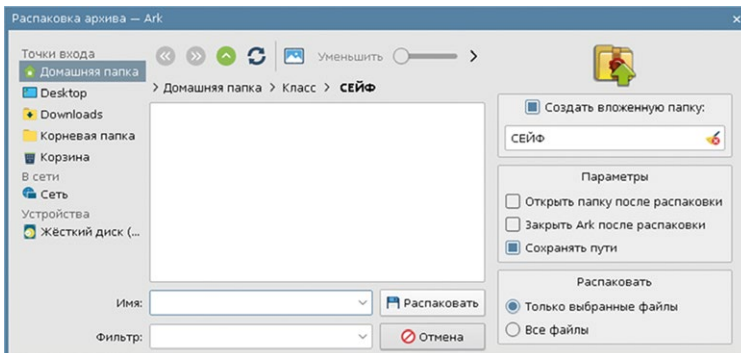 Распаковка архива — Ark
Точки входа
Домашняя папка
Desktop
Downloads
Корневая папка
Корзина
В сети
Сеть
Устройства
Жёсткий диск (...
Уменьшить
> Домашняя папка > Класс > СЕЙФ
Имя:
Распаковать
Фильтр:
Отмена
Создать вложенную папку:
СЕЙФ
Параметры
Открыть папку после распаковки
Закрыть Ark после распаковки
Сохранять пути
Распаковать
Только выбранные файлы
Все файлы